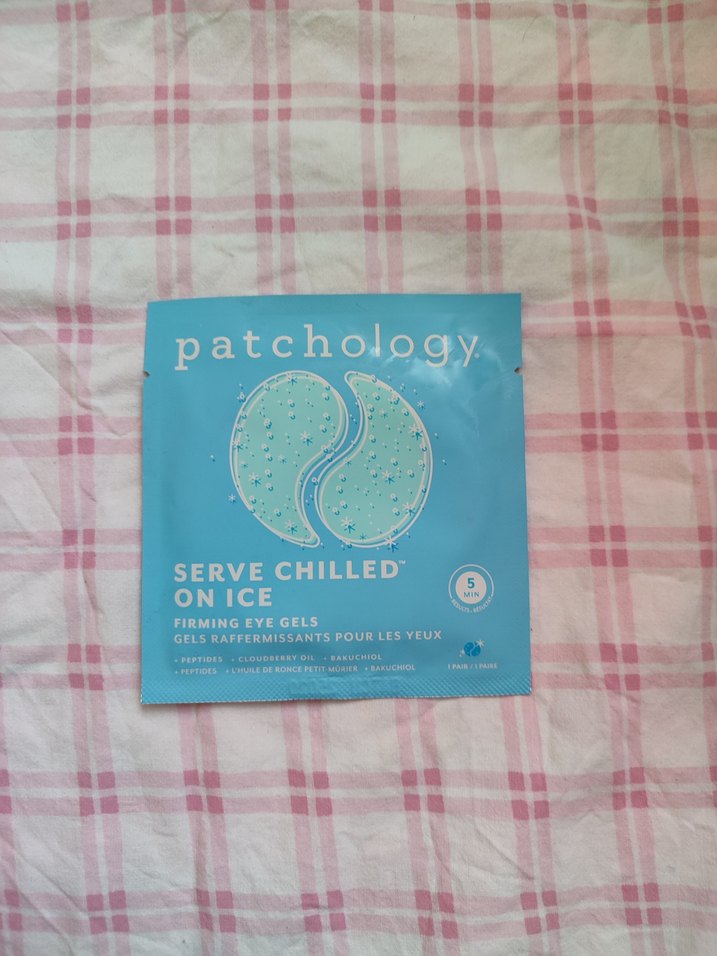 patchology.
SERVE CHILLED™
ON ICE
FIRMING EYE GELS
GELS RAFFERMISSANTS POUR LES YEUX
+ PEPTIDES + CLOUDBERRY OIL + BAKUCHIOL
+ PEPTIDES + L'HUILE DE RONCE PETIT-MÛRIER + BAKUCHIOL
5
MIN
1 PAIR / 1 PAIRE